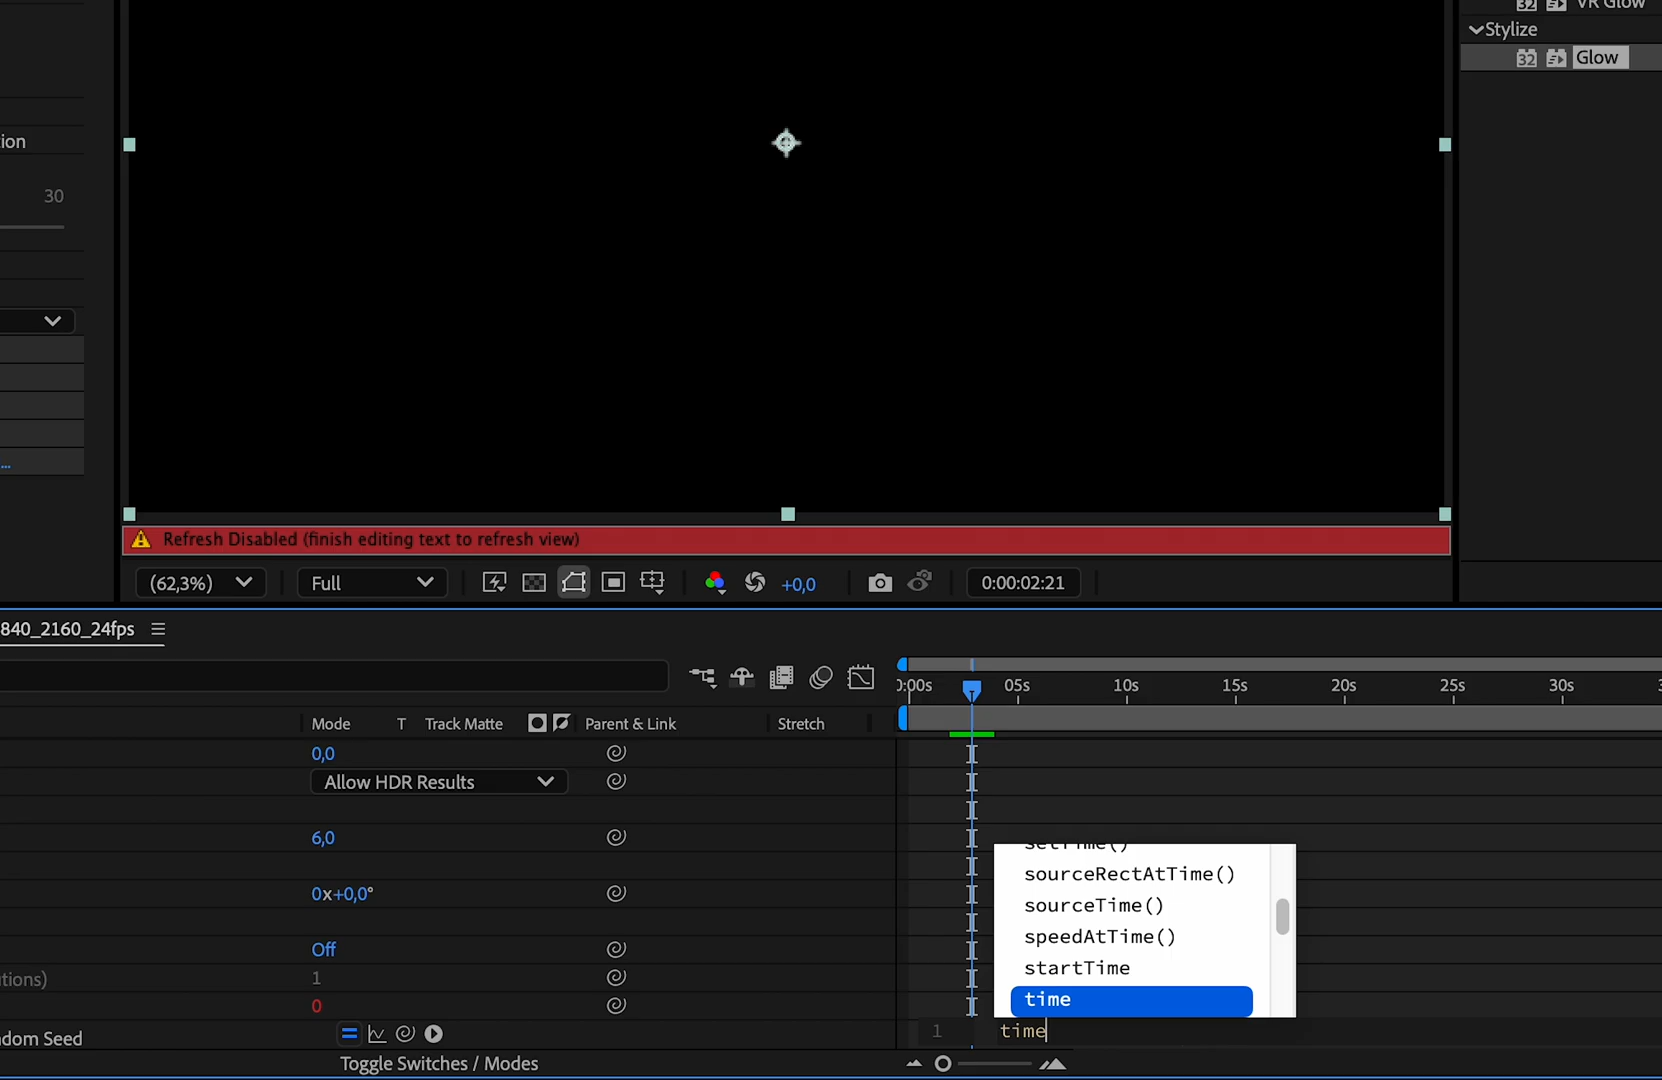 VR Glow
Stylize
32 Glow
ion
30
...
Refresh Disabled (finish editing text to refresh view)
(62,3%) Full +0,0 0:00:02:21
840_2160_24fps
0:00s 05s 10s 15s 20s 25s 30s
Mode T Track Matte Parent & Link Stretch
0,0
Allow HDR Results
6,0
setTime()
sourceRectAtTime()
0x+0,0°
sourceTime()
speedAtTime()
Off
startTime
tions) 1
time
0
dom Seed
1 time
Toggle Switches / Modes